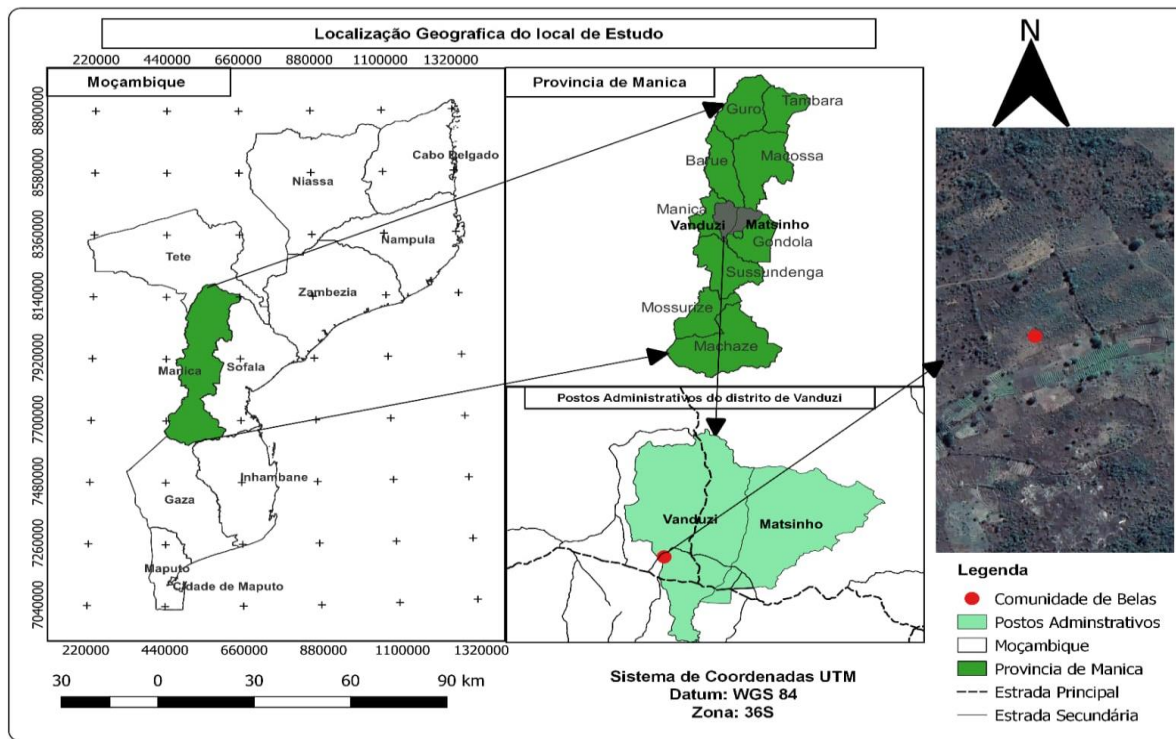 Localização Geografica do local de Estudo
220000 440000 660000 880000 1100000 1320000
Moçambique
8800000
8580000
8360000
8140000
7920000
7700000
7480000
7260000
7040000
Cabo Delgado
Niassa
Nampula
Tete
Zambezia
Manica
Sofala
Inhambane
Gaza
Maputo
Cidade de Maputo
220000 440000 660000 880000 1100000 1320000
30 0 30 60 90 km
Provincia de Manica
Guro
Tambara
Barue
Macossa
Manica
Vanduzi
Matsinho
Gondola
Sussundenga
Mossurize
Machaze
Postos Administrativos do distrito de Vanduzi
Vanduzi
Matsinho
Sistema de Coordenadas UTM
Datum: WGS 84
Zona: 36S
N
Legenda
Comunidade de Belas
Postos Adminstrativos
Moçambique
Provincia de Manica
Estrada Principal
Estrada Secundária